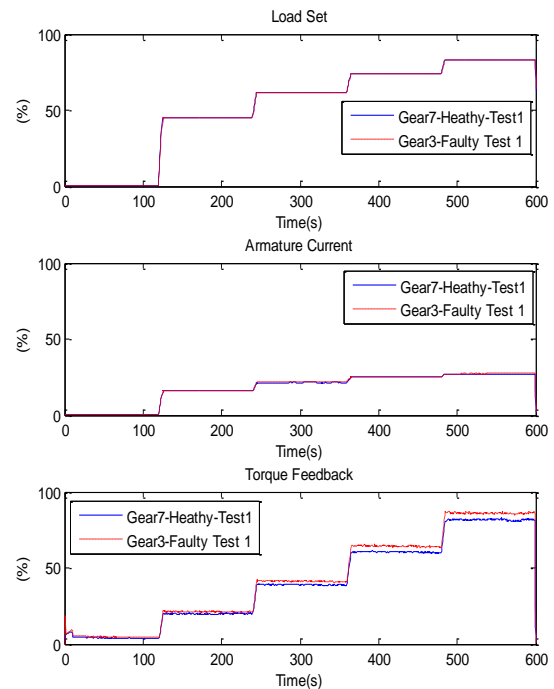 Load Set
100
50
0
(%)
Gear7-Heathy-Test1
Gear3-Faulty Test 1
0 100 200 300 400 500 600
Time(s)
Armature Current
100
50
0
(%)
Gear7-Heathy-Test1
Gear3-Faulty Test 1
0 100 200 300 400 500 600
Time(s)
Torque Feedback
100
50
0
(%)
Gear7-Heathy-Test1
Gear3-Faulty Test 1
0 100 200 300 400 500 600
Time(s)